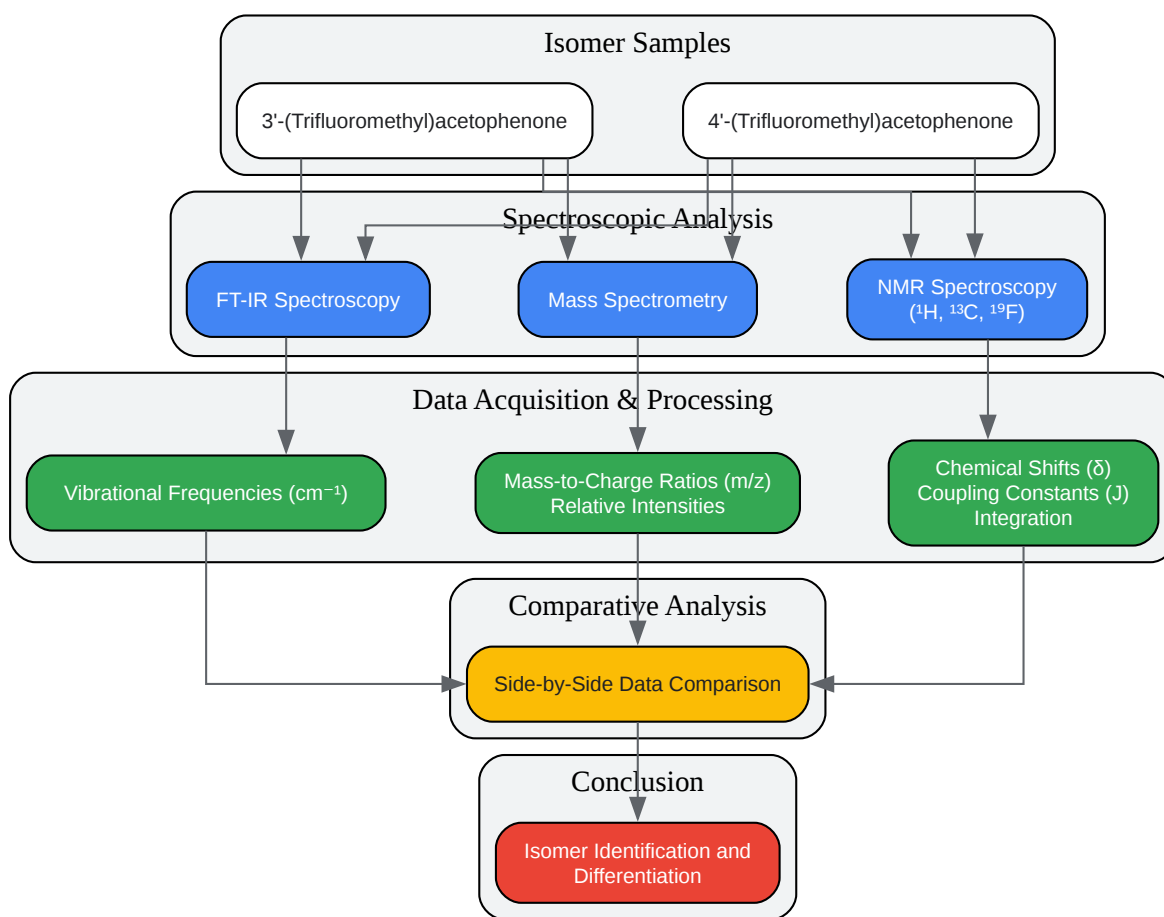 Isomer Samples
3'-(Trifluoromethyl)acetophenone
4'-(Trifluoromethyl)acetophenone
Spectroscopic Analysis
FT-IR Spectroscopy
Mass Spectrometry
NMR Spectroscopy
(¹H, ¹³C, ¹⁹F)
Data Acquisition & Processing
Vibrational Frequencies (cm⁻¹)
Mass-to-Charge Ratios (m/z)
Relative Intensities
Chemical Shifts (δ)
Coupling Constants (J)
Integration
Comparative Analysis
Side-by-Side Data Comparison
Conclusion
Isomer Identification and
Differentiation